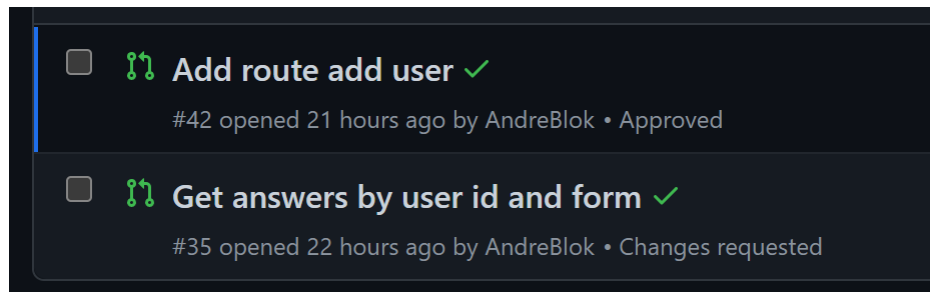 Add route add user
#42 opened 21 hours ago by AndreBlok • Approved
Get answers by user id and form
#35 opened 22 hours ago by AndreBlok • Changes requested